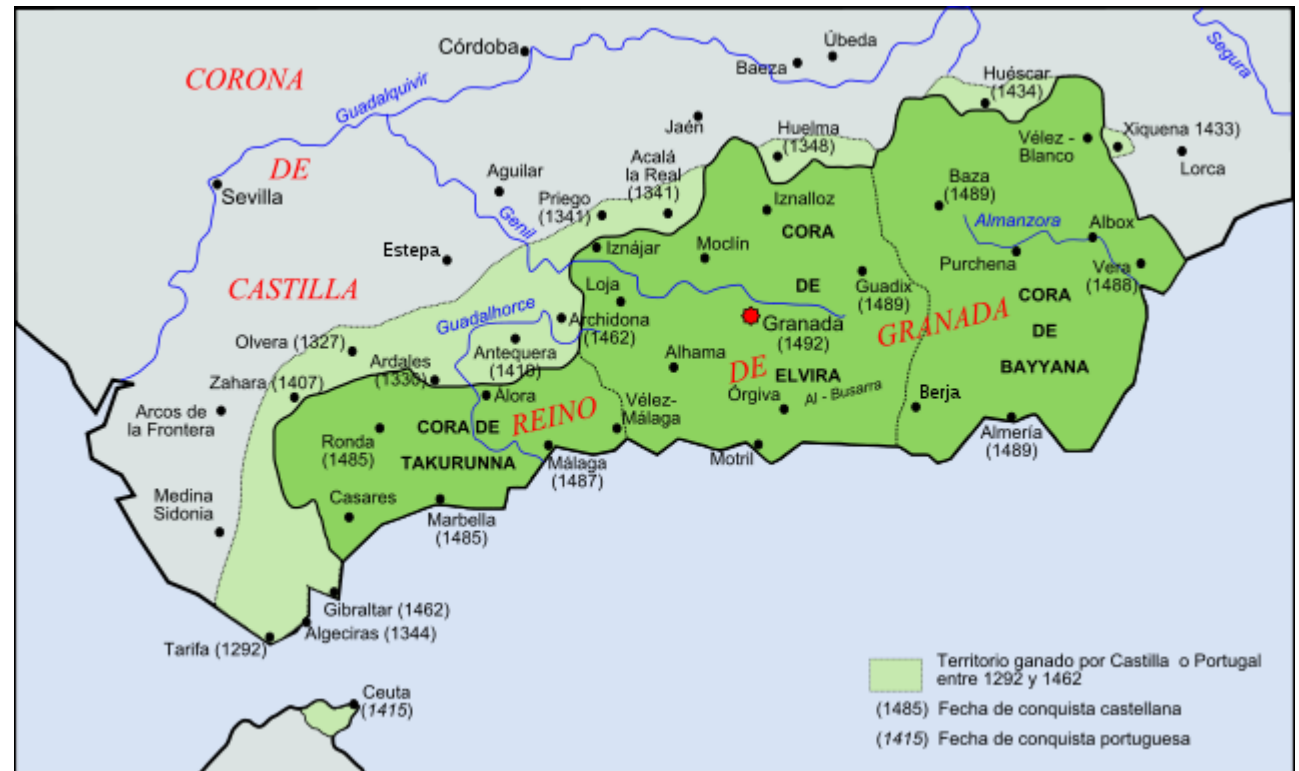 Córdoba
Úbeda
Baeza
Segura
CORONA
Guadalquivir
Huéscar
(1434)
Jaén
Huelma
(1348)
Vélez -
Blanco
Xiquena 1433)
Lorca
DE
Aguilar
Acalá
la Real
(1341)
Sevilla
Priego
(1341)
Genil
Baza
(1489)
Iznalloz
CORA
Almanzora
Albox
Estepa
Iznájar
Moclín
Purchena
Vera
(1488)
CASTILLA
Loja
DE
Guadix
(1489)
CORA
Guadalhorce
Archidona
(1462)
Granada
(1492)
GRANADA
DE
Olvera (1327)
Ardales
(1336)
Antequera
(1410)
Alhama
DE
ELVIRA
BAYYANA
Zahara (1407)
Álora
REINO
Órgiva
Al - Busarra
Berja
Arcos de
la Frontera
Vélez-
Málaga
Ronda
(1485)
CORA DE
TAKURUNNA
Málaga
(1487)
Motril
Almería
(1489)
Medina
Sidonia
Casares
Marbella
(1485)
Gibraltar (1462)
Algeciras (1344)
Tarifa (1292)
Ceuta
(1415)
Territorio ganado por Castilla o Portugal
entre 1292 y 1462
(1485) Fecha de conquista castellana
(1415) Fecha de conquista portuguesa